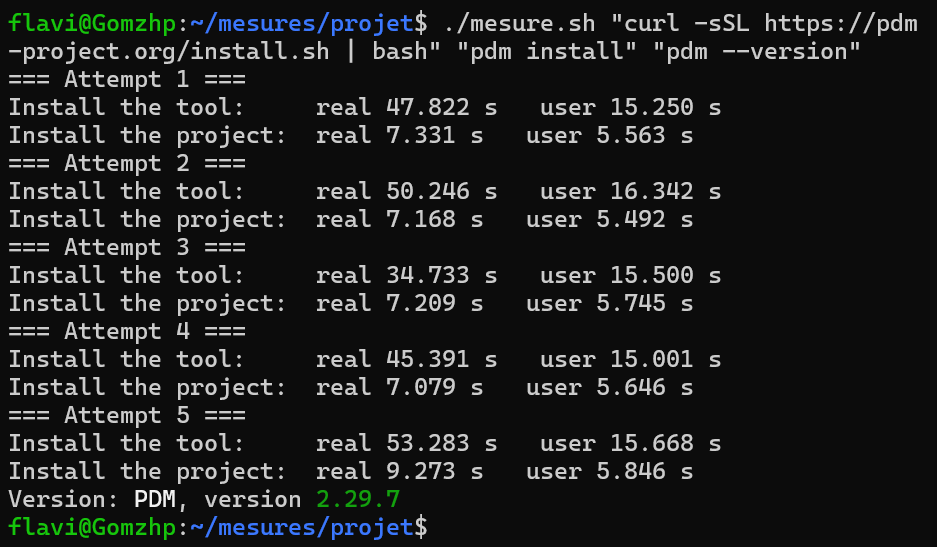 flavi@Gomzhp:~/mesures/projet$ ./mesure.sh "curl -sSL https://pdm
-project.org/install.sh | bash" "pdm install" "pdm --version"
=== Attempt 1 ===
Install the tool:     real 47.822 s   user 15.250 s
Install the project:  real 7.331 s   user 5.563 s
=== Attempt 2 ===
Install the tool:     real 50.246 s   user 16.342 s
Install the project:  real 7.168 s   user 5.492 s
=== Attempt 3 ===
Install the tool:     real 34.733 s   user 15.500 s
Install the project:  real 7.209 s   user 5.745 s
=== Attempt 4 ===
Install the tool:     real 45.391 s   user 15.001 s
Install the project:  real 7.079 s   user 5.646 s
=== Attempt 5 ===
Install the tool:     real 53.283 s   user 15.668 s
Install the project:  real 9.273 s   user 5.846 s
Version: PDM, version 2.29.7
flavi@Gomzhp:~/mesures/projet$